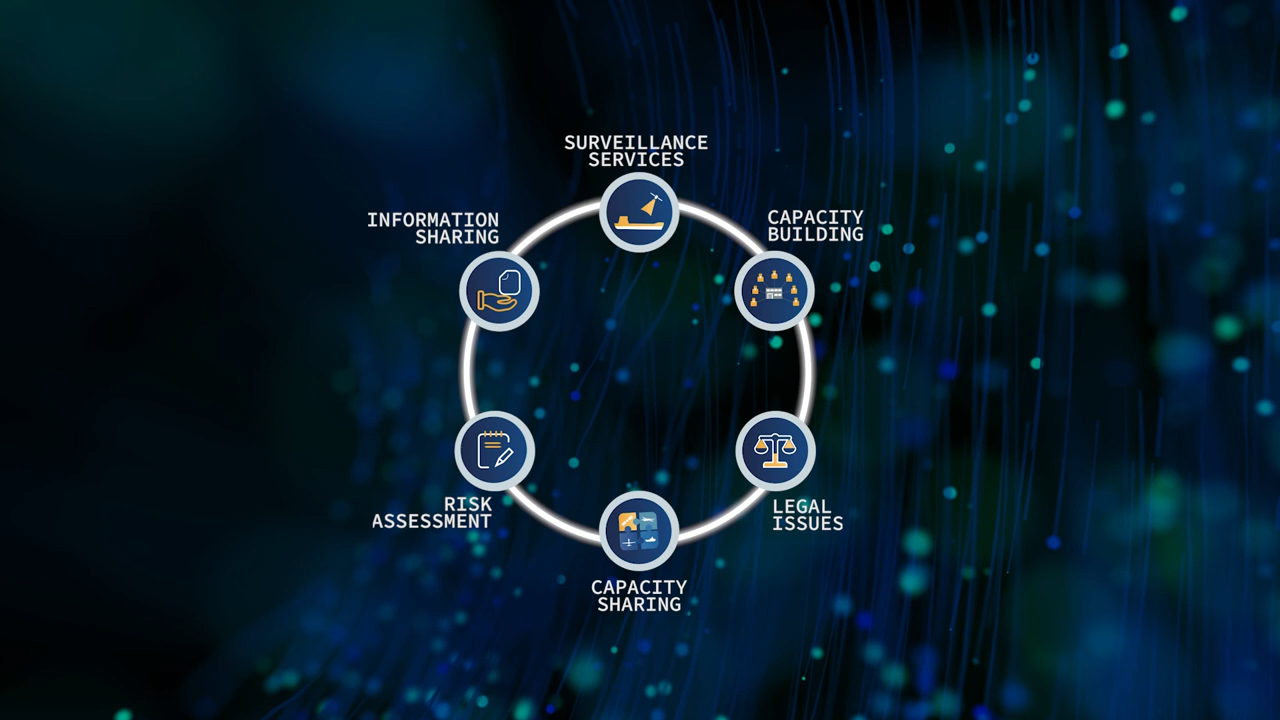 SURVEILLANCE
SERVICES
INFORMATION
SHARING
CAPACITY
BUILDING
RISK
ASSESSMENT
LEGAL
ISSUES
CAPACITY
SHARING